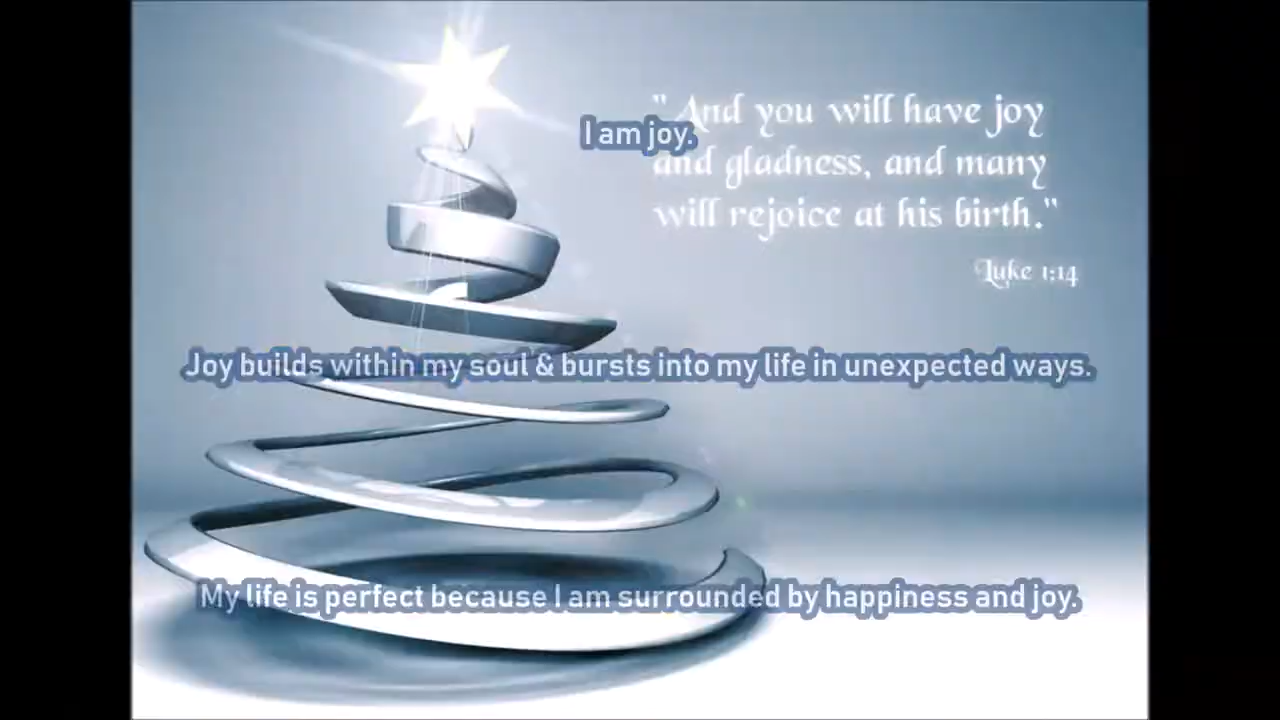 "And you will have joy
and gladness, and many
will rejoice at his birth."
Luke 1:14
I am joy.
Joy builds within my soul & bursts into my life in unexpected ways.
My life is perfect because I am surrounded by happiness and joy.